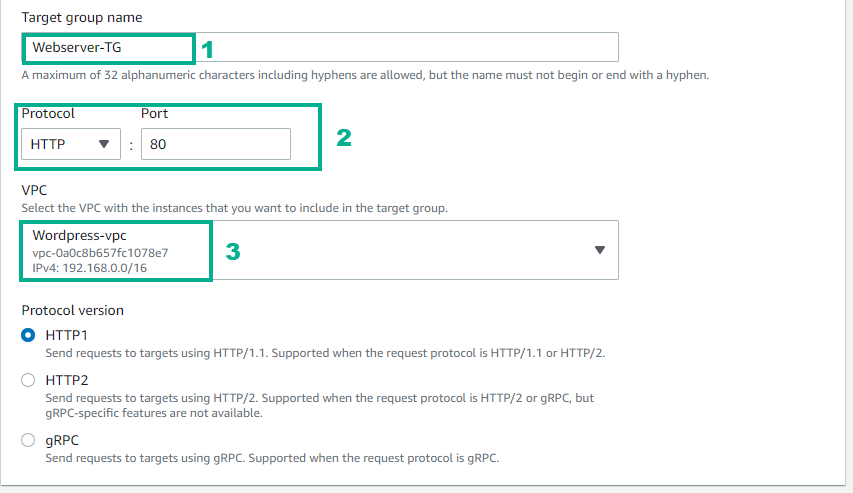 Target group name
Webserver-TG
1
A maximum of 32 alphanumeric characters including hyphens are allowed, but the name must not begin or end with a hyphen.
Protocol Port
HTTP : 80
2
VPC
Select the VPC with the instances that you want to include in the target group.
Wordpress-vpc
vpc-0a0c8b657fc1078e7
IPv4: 192.168.0.0/16
3
Protocol version
HTTP1
Send requests to targets using HTTP/1.1. Supported when the request protocol is HTTP/1.1 or HTTP/2.
HTTP2
Send requests to targets using HTTP/2. Supported when the request protocol is HTTP/2 or gRPC, but
gRPC-specific features are not available.
gRPC
Send requests to targets using gRPC. Supported when the request protocol is gRPC.